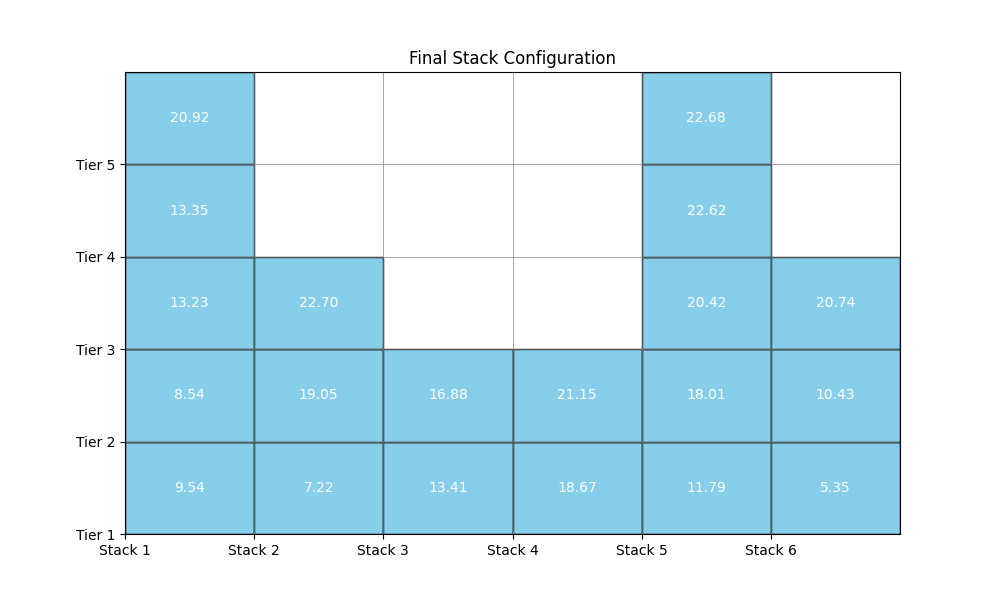 Final Stack Configuration
20.92 22.68
Tier 5
13.35 22.62
Tier 4
13.23 22.70 20.42 20.74
Tier 3
8.54 19.05 16.88 21.15 18.01 10.43
Tier 2
9.54 7.22 13.41 18.67 11.79 5.35
Tier 1
Stack 1 Stack 2 Stack 3 Stack 4 Stack 5 Stack 6